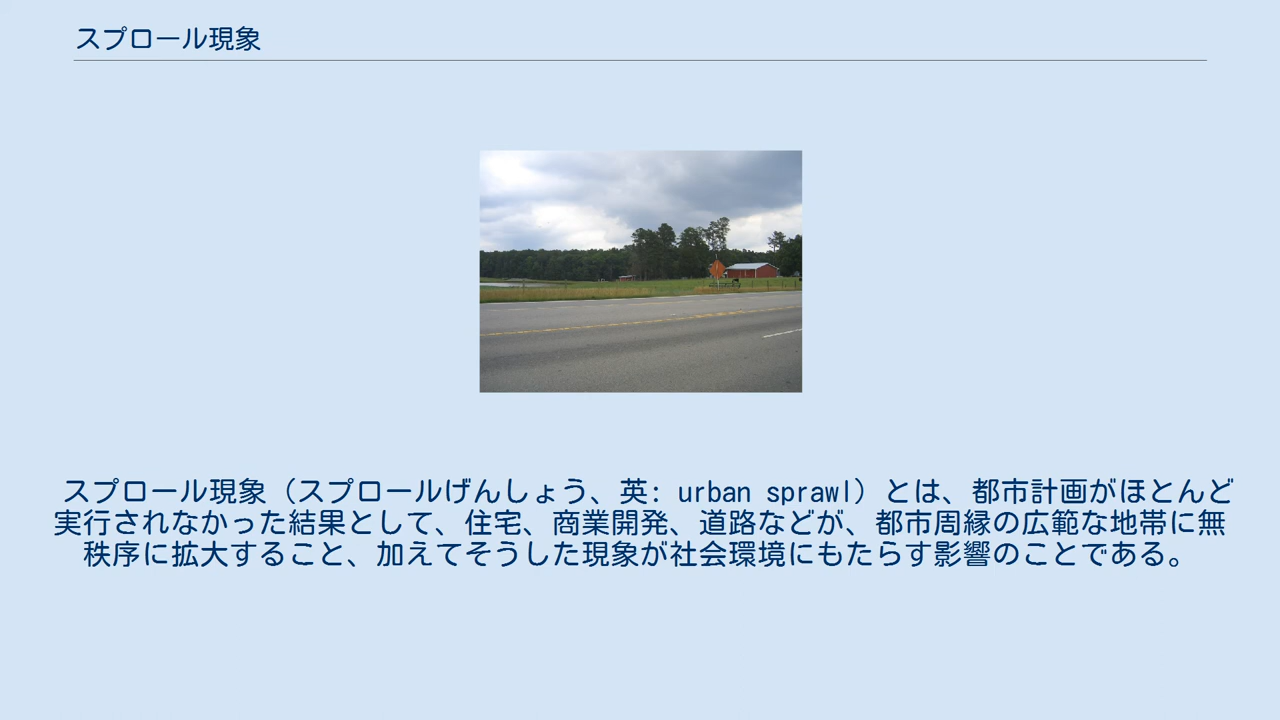 スプロール現象
スプロール現象（スプロールげんしょう、英: urban sprawl）とは、都市計画がほとんど
実行されなかった結果として、住宅、商業開発、道路などが、都市周縁の広範な地帯に無
秩序に拡大すること、加えてそうした現象が社会環境にもたらす影響のことである。